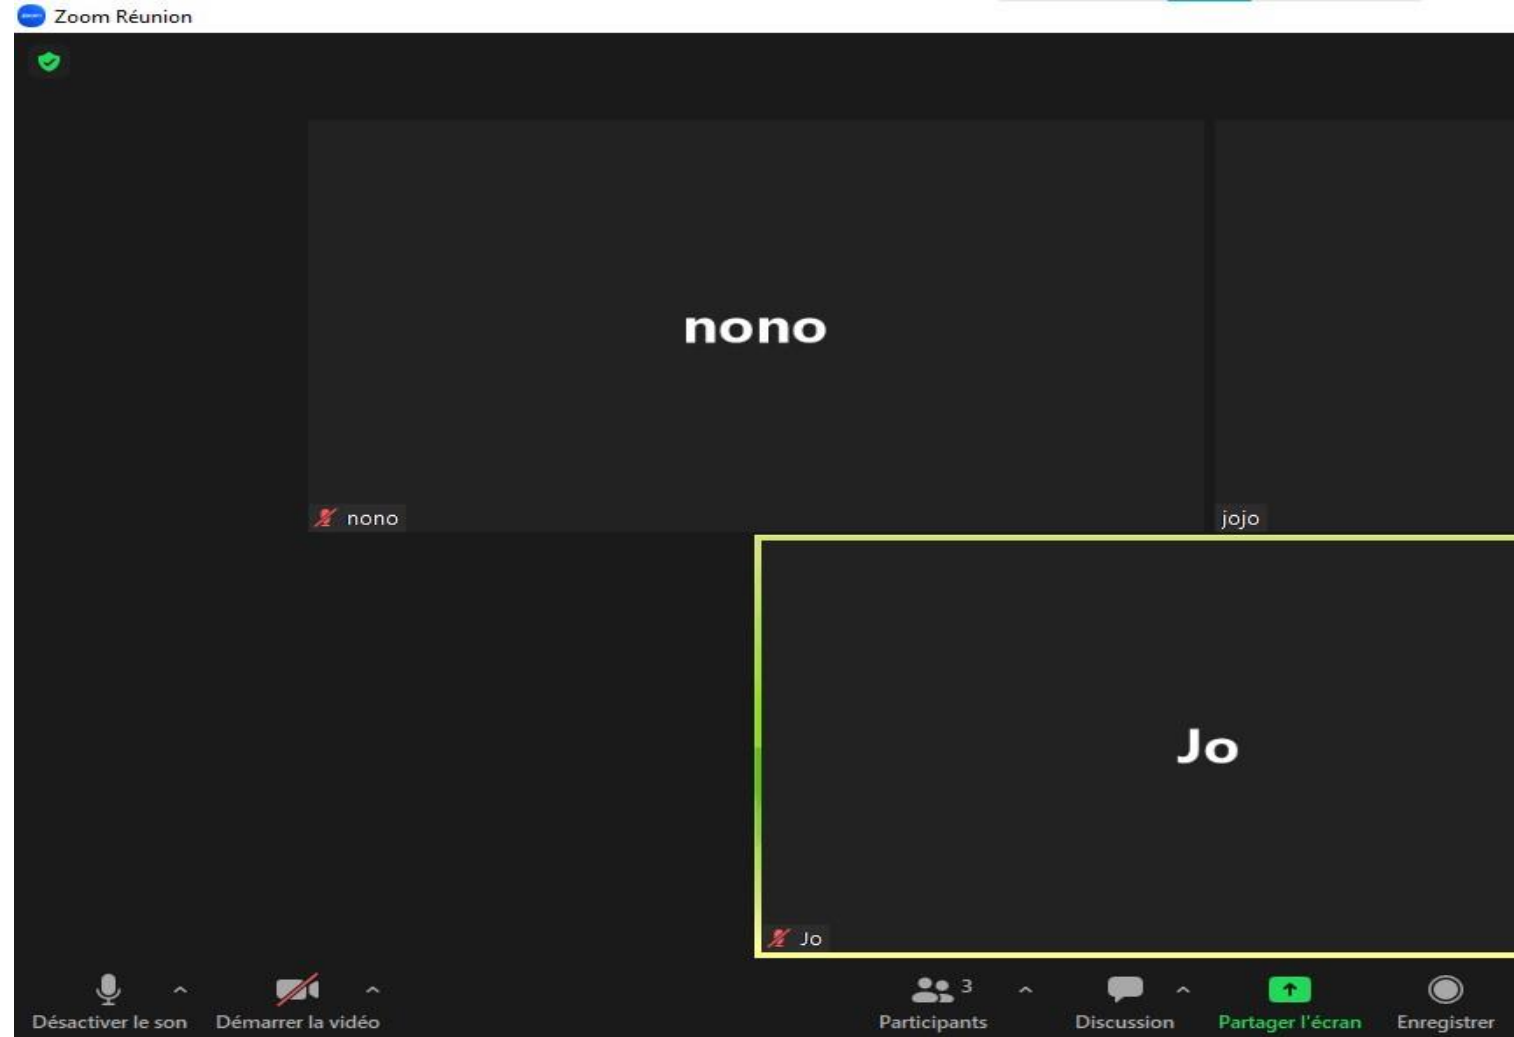 Zoom Réunion
nono
nono
jojo
Jo
Jo
3
Désactiver le son
Démarrer la vidéo
Participants
Discussion
Partager l'écran
Enregistrer